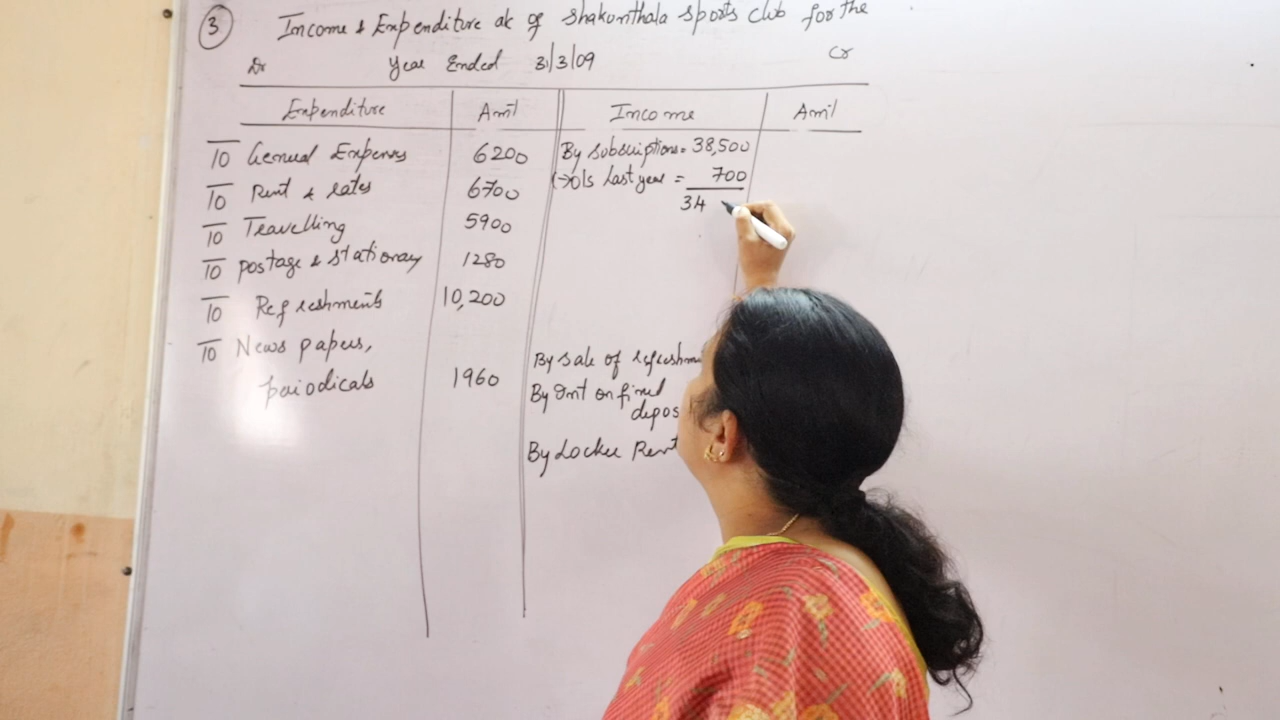 3 Income & Expenditure a/c of Shakunthala Sports Club for the
Dr Year Ended 31/3/09 Cr
Expenditure Amt Income Amt
To General Expenses 6200 By Subscriptions = 38,500
To Rent & rates 6700 (-) O/s last year = 700
34
To Travelling 5900
To postage & stationary 1280
To Refreshments 10,200
To News papers,
By Sale of refreshm
periodicals 1960 By Int on fixed
depos
By Locker Rent